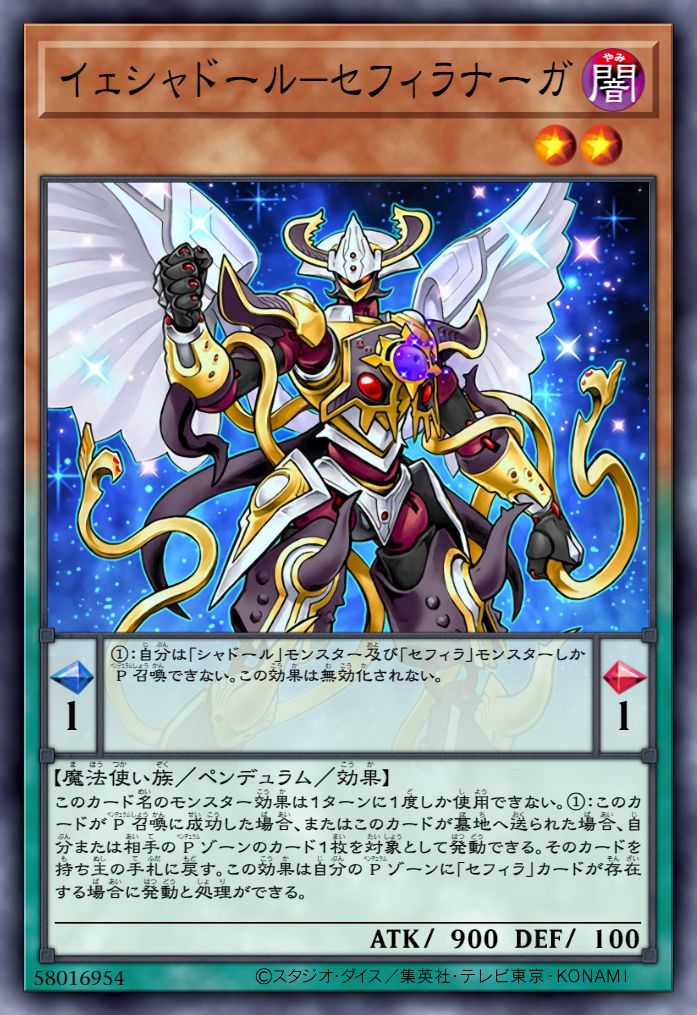 イェシャドールーセフィラナーガ
やみ
闇
①:自分は「シャドール」モンスター及び「セフィラ」モンスターしか
P召喚できない。この効果は無効化されない。
1
1
【魔法使い族/ペンデュラム/効果】
このカード名のモンスター効果は1ターンに1度しか使用できない。①:このカ
ードがP召喚に成功した場合、またはこのカードが墓地へ送られた場合、自
分または相手のPゾーンのカード1枚を対象として発動できる。そのカードを
持ち主の手札に戻す。この効果は自分のPゾーンに「セフィラ」カードが存在
する場合に発動と処理ができる。
ATK/ 900 DEF/ 100
58016954
©スタジオ・ダイス/集英社・テレビ東京・KONAMI